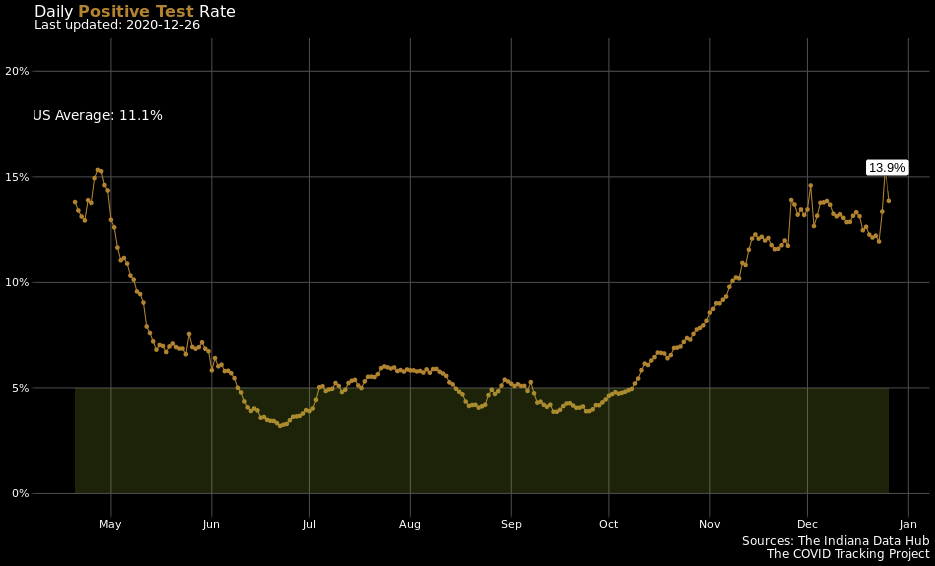 Daily Positive Test Rate
Last updated: 2020-12-26
20%
US Average: 11.1%
13.9%
15%
10%
5%
0%
May Jun Jul Aug Sep Oct Nov Dec Jan
Sources: The Indiana Data Hub
The COVID Tracking Project